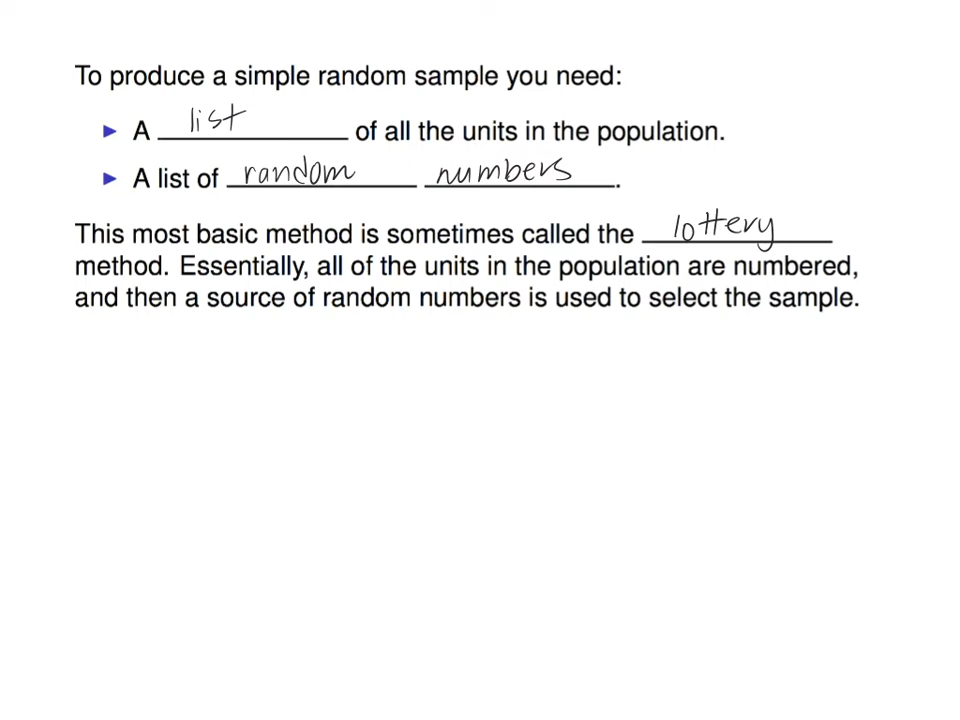 To produce a simple random sample you need:
▶ A list of all the units in the population.
▶ A list of random numbers.
This most basic method is sometimes called the lottery
method. Essentially, all of the units in the population are numbered,
and then a source of random numbers is used to select the sample.